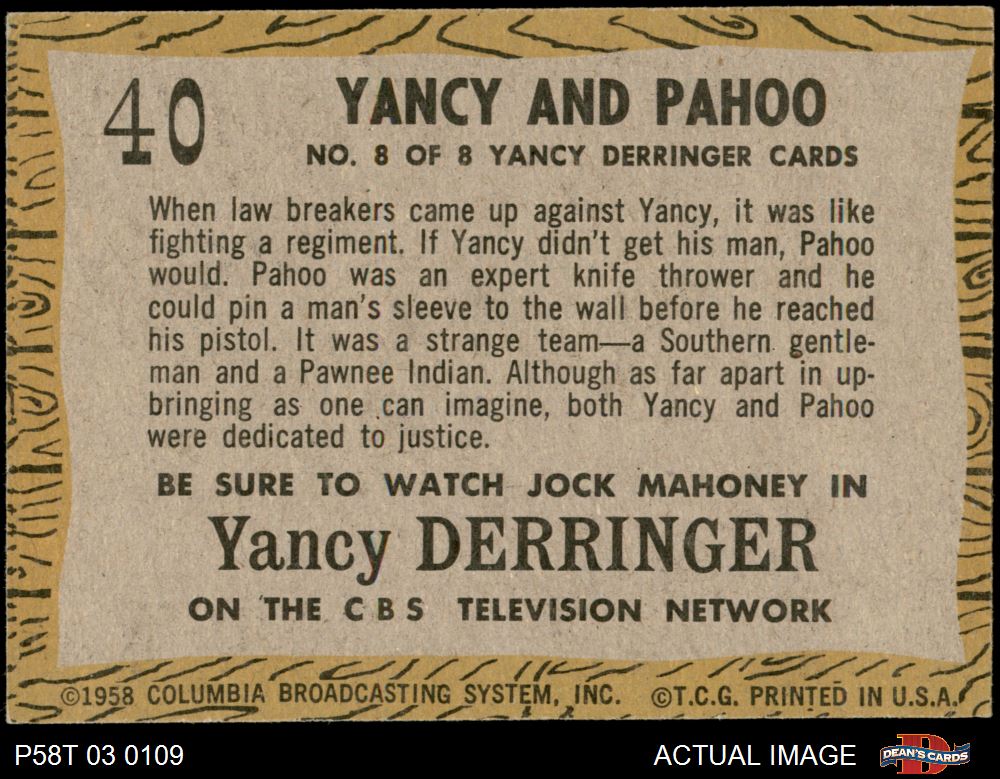 40
YANCY AND PAHOO
NO. 8 OF 8 YANCY DERRINGER CARDS
When law breakers came up against Yancy, it was like
fighting a regiment. If Yancy didn't get his man, Pahoo
would. Pahoo was an expert knife thrower and he
could pin a man's sleeve to the wall before he reached
his pistol. It was a strange team—a Southern gentle-
man and a Pawnee Indian. Although as far apart in up-
bringing as one can imagine, both Yancy and Pahoo
were dedicated to justice.
BE SURE TO WATCH JOCK MAHONEY IN
Yancy DERRINGER
ON THE CBS TELEVISION NETWORK
©1958 COLUMBIA BROADCASTING SYSTEM, INC. ©T.C.G. PRINTED IN U.S.A.
P58T 03 0109 ACTUAL IMAGE DEAN'S CARDS